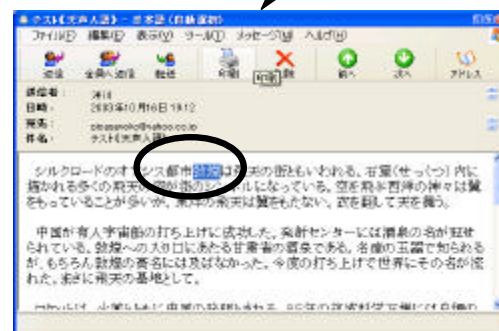 テスト(天声人語) - 日本語 (自動選択)
ファイル(F) 編集(E) 表示(V) ツール(T) メッセージ(M) ヘルプ(H)
返信 全員へ返信 転送 印刷 削除 前へ 次へ アドレス
印刷
送信者:
日時: 2003年10月16日 19:12
宛先:
件名: テスト(天声人語)
シルクロードのオアシス都市敦煌は飛天の街ともいわれる。石窟(せっくつ)内に
描かれる多くの飛天の図が街のシンボルになっている。空を飛ぶ西洋の神々は翼
をもっていることが多いが、東洋の飛天は翼をもたない。衣を翻して天を舞う。
中国が有人宇宙船の打ち上げに成功した。発射センターには酒泉の名が冠せ
られている。敦煌への入り口にあたる甘粛省の酒泉である。名産の玉器で知られる
が、もちろん敦煌の高名には及ばなかった。今度の打ち上げで世界にその名が流
れた。まさに飛天の基地として。